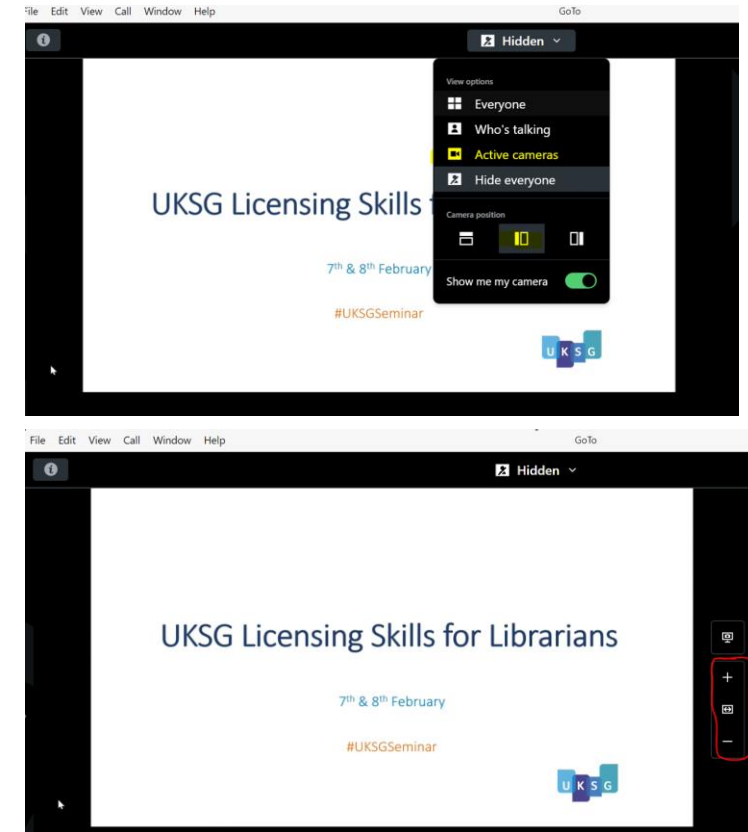 File Edit View Call Window Help GoTo
Hidden
View options
Everyone
Who's talking
Active cameras
Hide everyone
Camera position
Show me my camera
UKSG Licensing Skills f
7th & 8th February
#UKSGSeminar
UKSG
File Edit View Call Window Help GoTo
Hidden
UKSG Licensing Skills for Librarians
7th & 8th February
#UKSGSeminar
UKSG